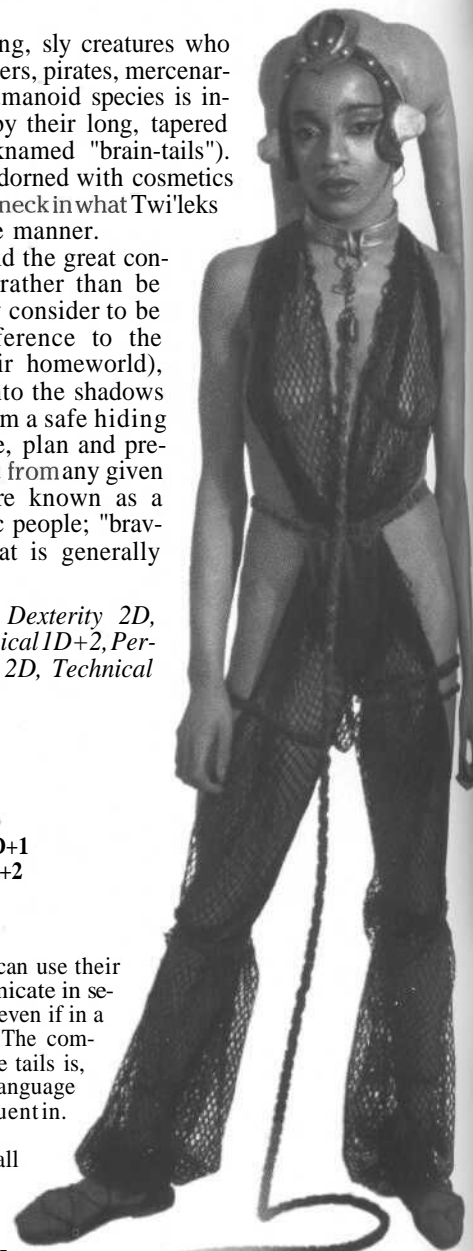 ng, sly creatures who
ers, pirates, mercenar-
umanoid species is in-
by their long, tapered
knamed "brain-tails").
dorned with cosmetics
neck in what Twi'leks
e manner.
d the great con-
rather than be
consider to be
ference to the
ir homeworld),
nto the shadows
m a safe hiding
e, plan and pre-
from any given
re known as a
c people; "brav-
at is generally
Dexterity 2D,
ical 1D+2, Per-
2D, Technical
D+1
+2
can use their
nicate in se-
even if in a
The com-
e tails is,
anguage
uent in.
all